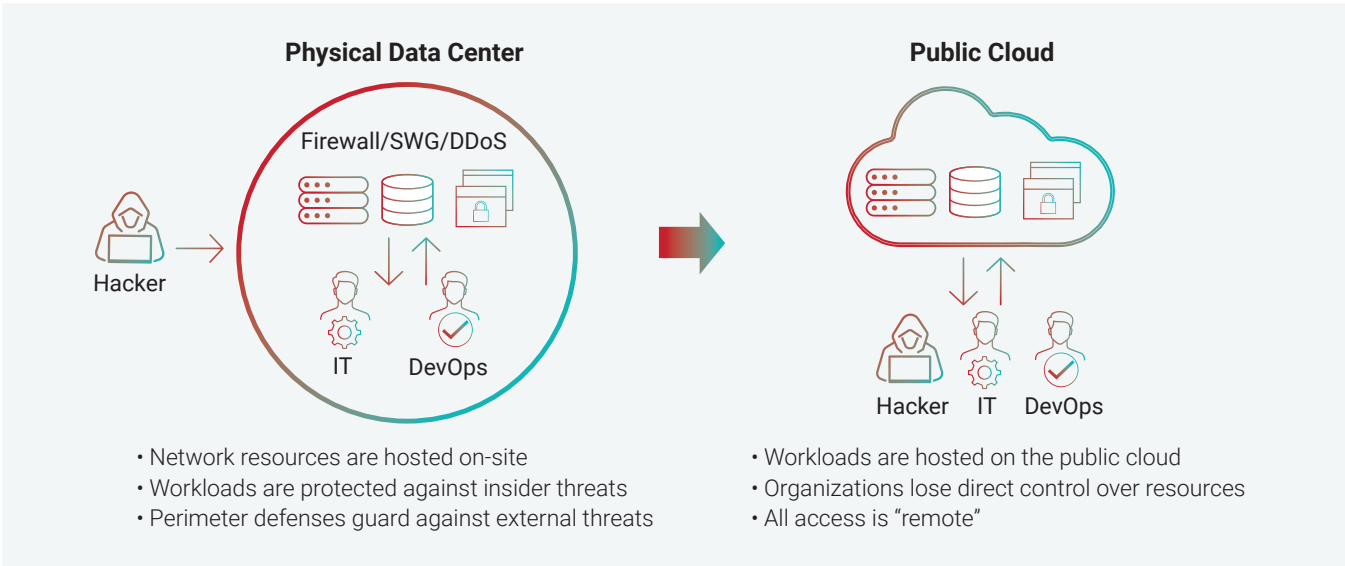 Physical Data Center
Firewall/SWG/DDoS
Hacker
IT
DevOps
• Network resources are hosted on-site
• Workloads are protected against insider threats
• Perimeter defenses guard against external threats
Public Cloud
Hacker
IT
DevOps
• Workloads are hosted on the public cloud
• Organizations lose direct control over resources
• All access is “remote”